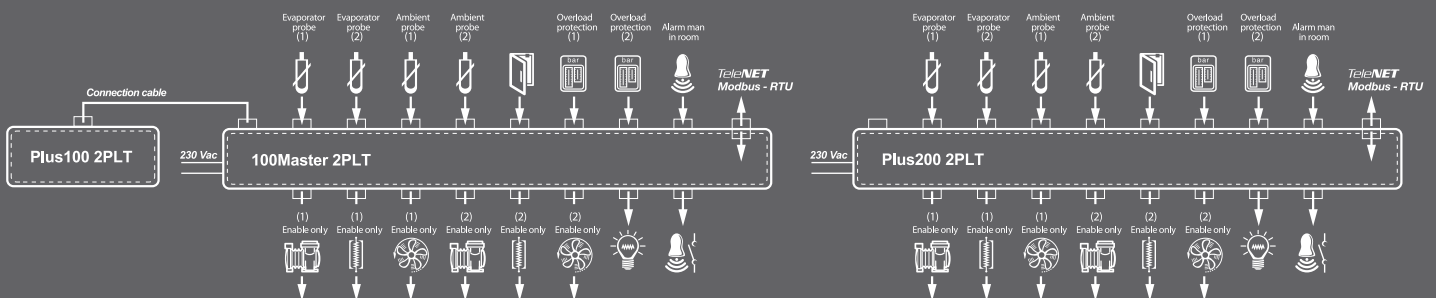 Evaporator probe (1)
Evaporator probe (2)
Ambient probe (1)
Ambient probe (2)
Overload protection (1)
bar
Overload protection (2)
bar
Alarm man in room
TeleNET
Modbus - RTU
Connection cable
Plus100 2PLT
230 Vac
100Master 2PLT
(1)
Enable only
(1)
Enable only
(1)
Enable only
(2)
Enable only
(2)
Enable only
(2)
Enable only
Evaporator probe (1)
Evaporator probe (2)
Ambient probe (1)
Ambient probe (2)
Overload protection (1)
bar
Overload protection (2)
bar
Alarm man in room
TeleNET
Modbus - RTU
230 Vac
Plus200 2PLT
(1)
Enable only
(1)
Enable only
(1)
Enable only
(2)
Enable only
(2)
Enable only
(2)
Enable only